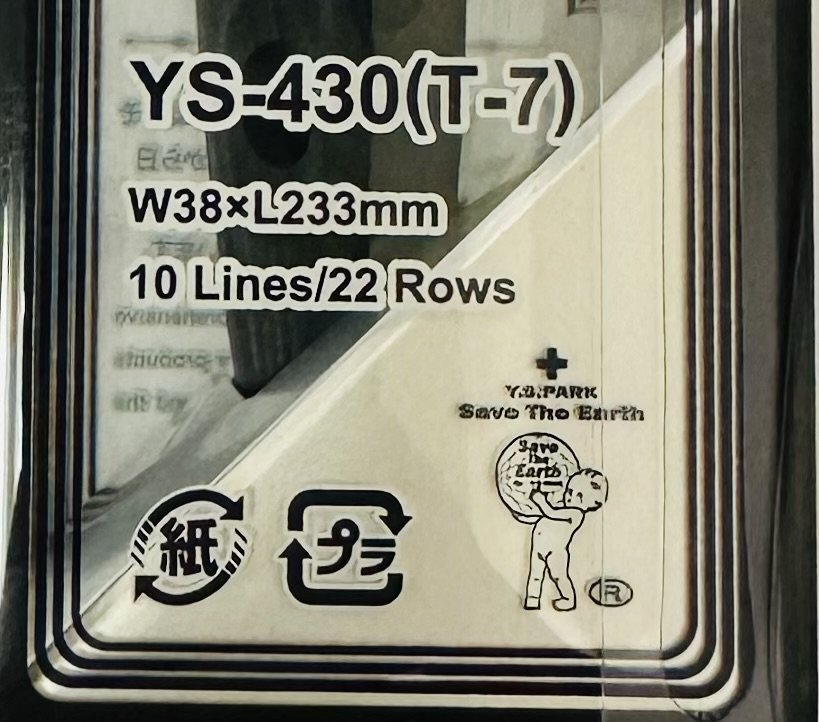 YS-430(T-7)
W38×L233mm
10 Lines/22 Rows
Y.S.PARK
Save The Earth
Save
The
Earth
紙
プラ
®